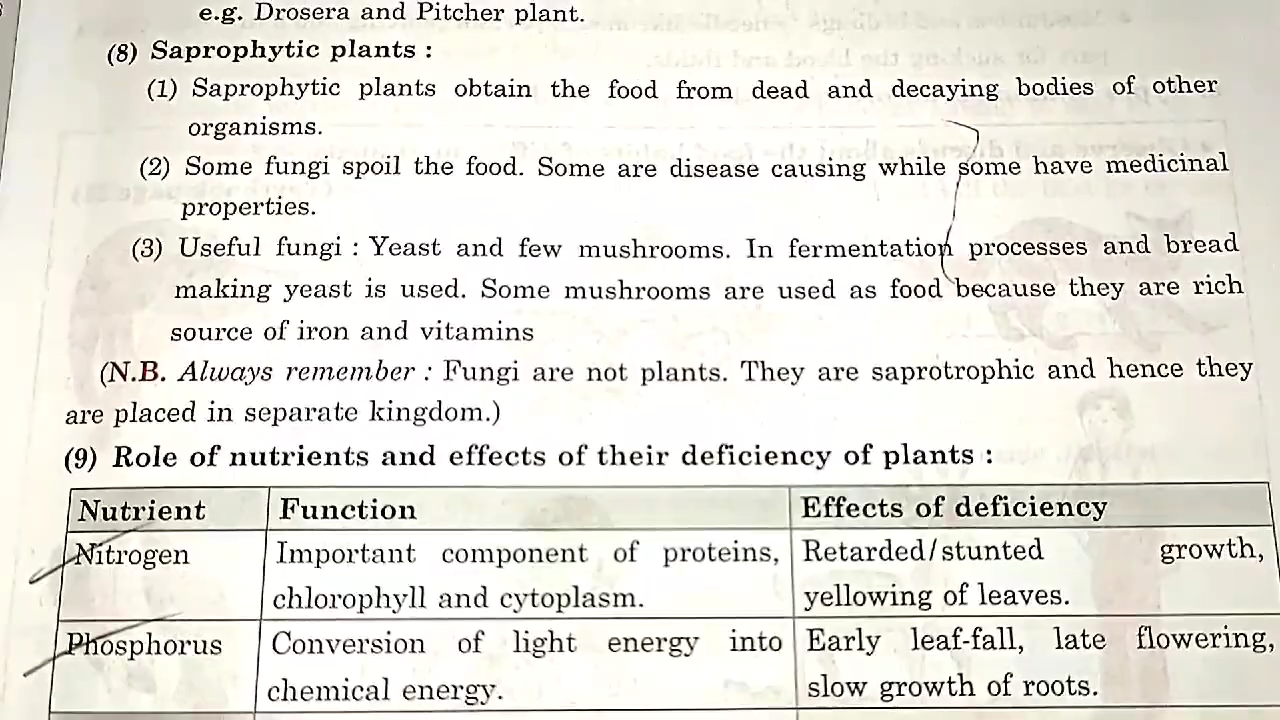 e.g. Drosera and Pitcher plant.
(8) Saprophytic plants :
(1) Saprophytic plants obtain the food from dead and decaying bodies of other
organisms.
(2) Some fungi spoil the food. Some are disease causing while some have medicinal
properties.
(3) Useful fungi : Yeast and few mushrooms. In fermentation processes and bread
making yeast is used. Some mushrooms are used as food because they are rich
source of iron and vitamins
(N.B. Always remember : Fungi are not plants. They are saprotrophic and hence they
are placed in separate kingdom.)
(9) Role of nutrients and effects of their deficiency of plants :
Nutrient Function Effects of deficiency
Nitrogen Important component of proteins, Retarded/stunted growth,
chlorophyll and cytoplasm. yellowing of leaves.
Phosphorus Conversion of light energy into Early leaf-fall, late flowering,
chemical energy. slow growth of roots.